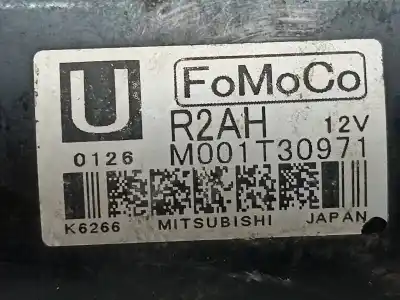 U FoMoCo
R2AH 12V
0126 M001T30971
K6266 MITSUBISHI JAPAN